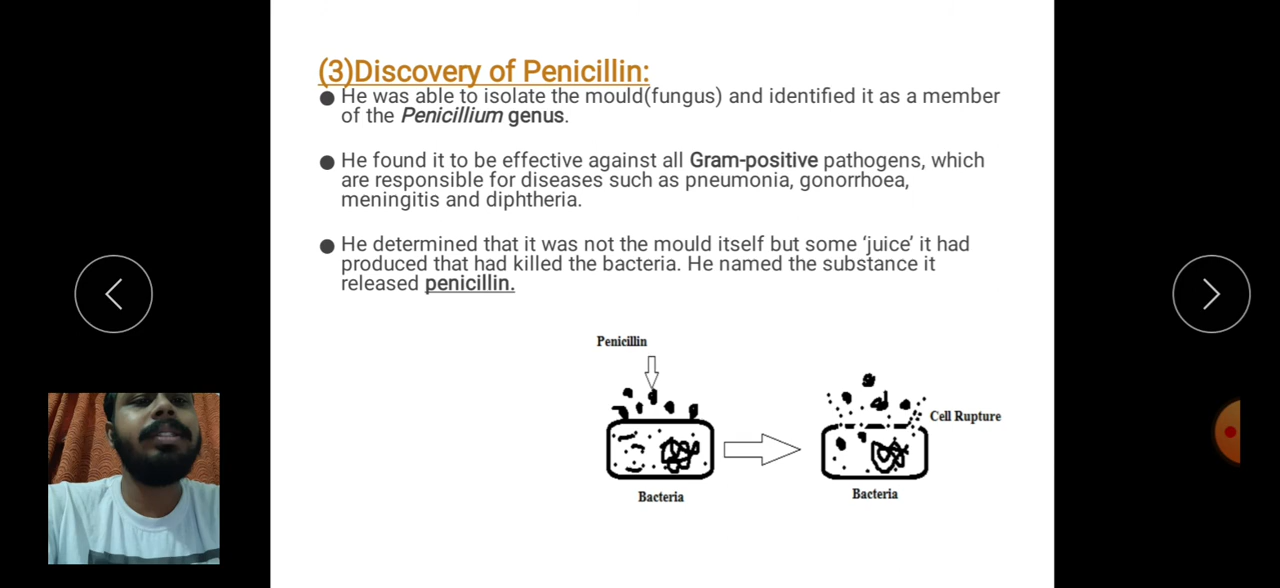 (3)Discovery of Penicillin:
● He was able to isolate the mould(fungus) and identified it as a member
of the Penicillium genus.
● He found it to be effective against all Gram-positive pathogens, which
are responsible for diseases such as pneumonia, gonorrhoea,
meningitis and diphtheria.
● He determined that it was not the mould itself but some ‘juice’ it had
produced that had killed the bacteria. He named the substance it
released penicillin.
Penicillin
Cell Rupture
Bacteria
Bacteria